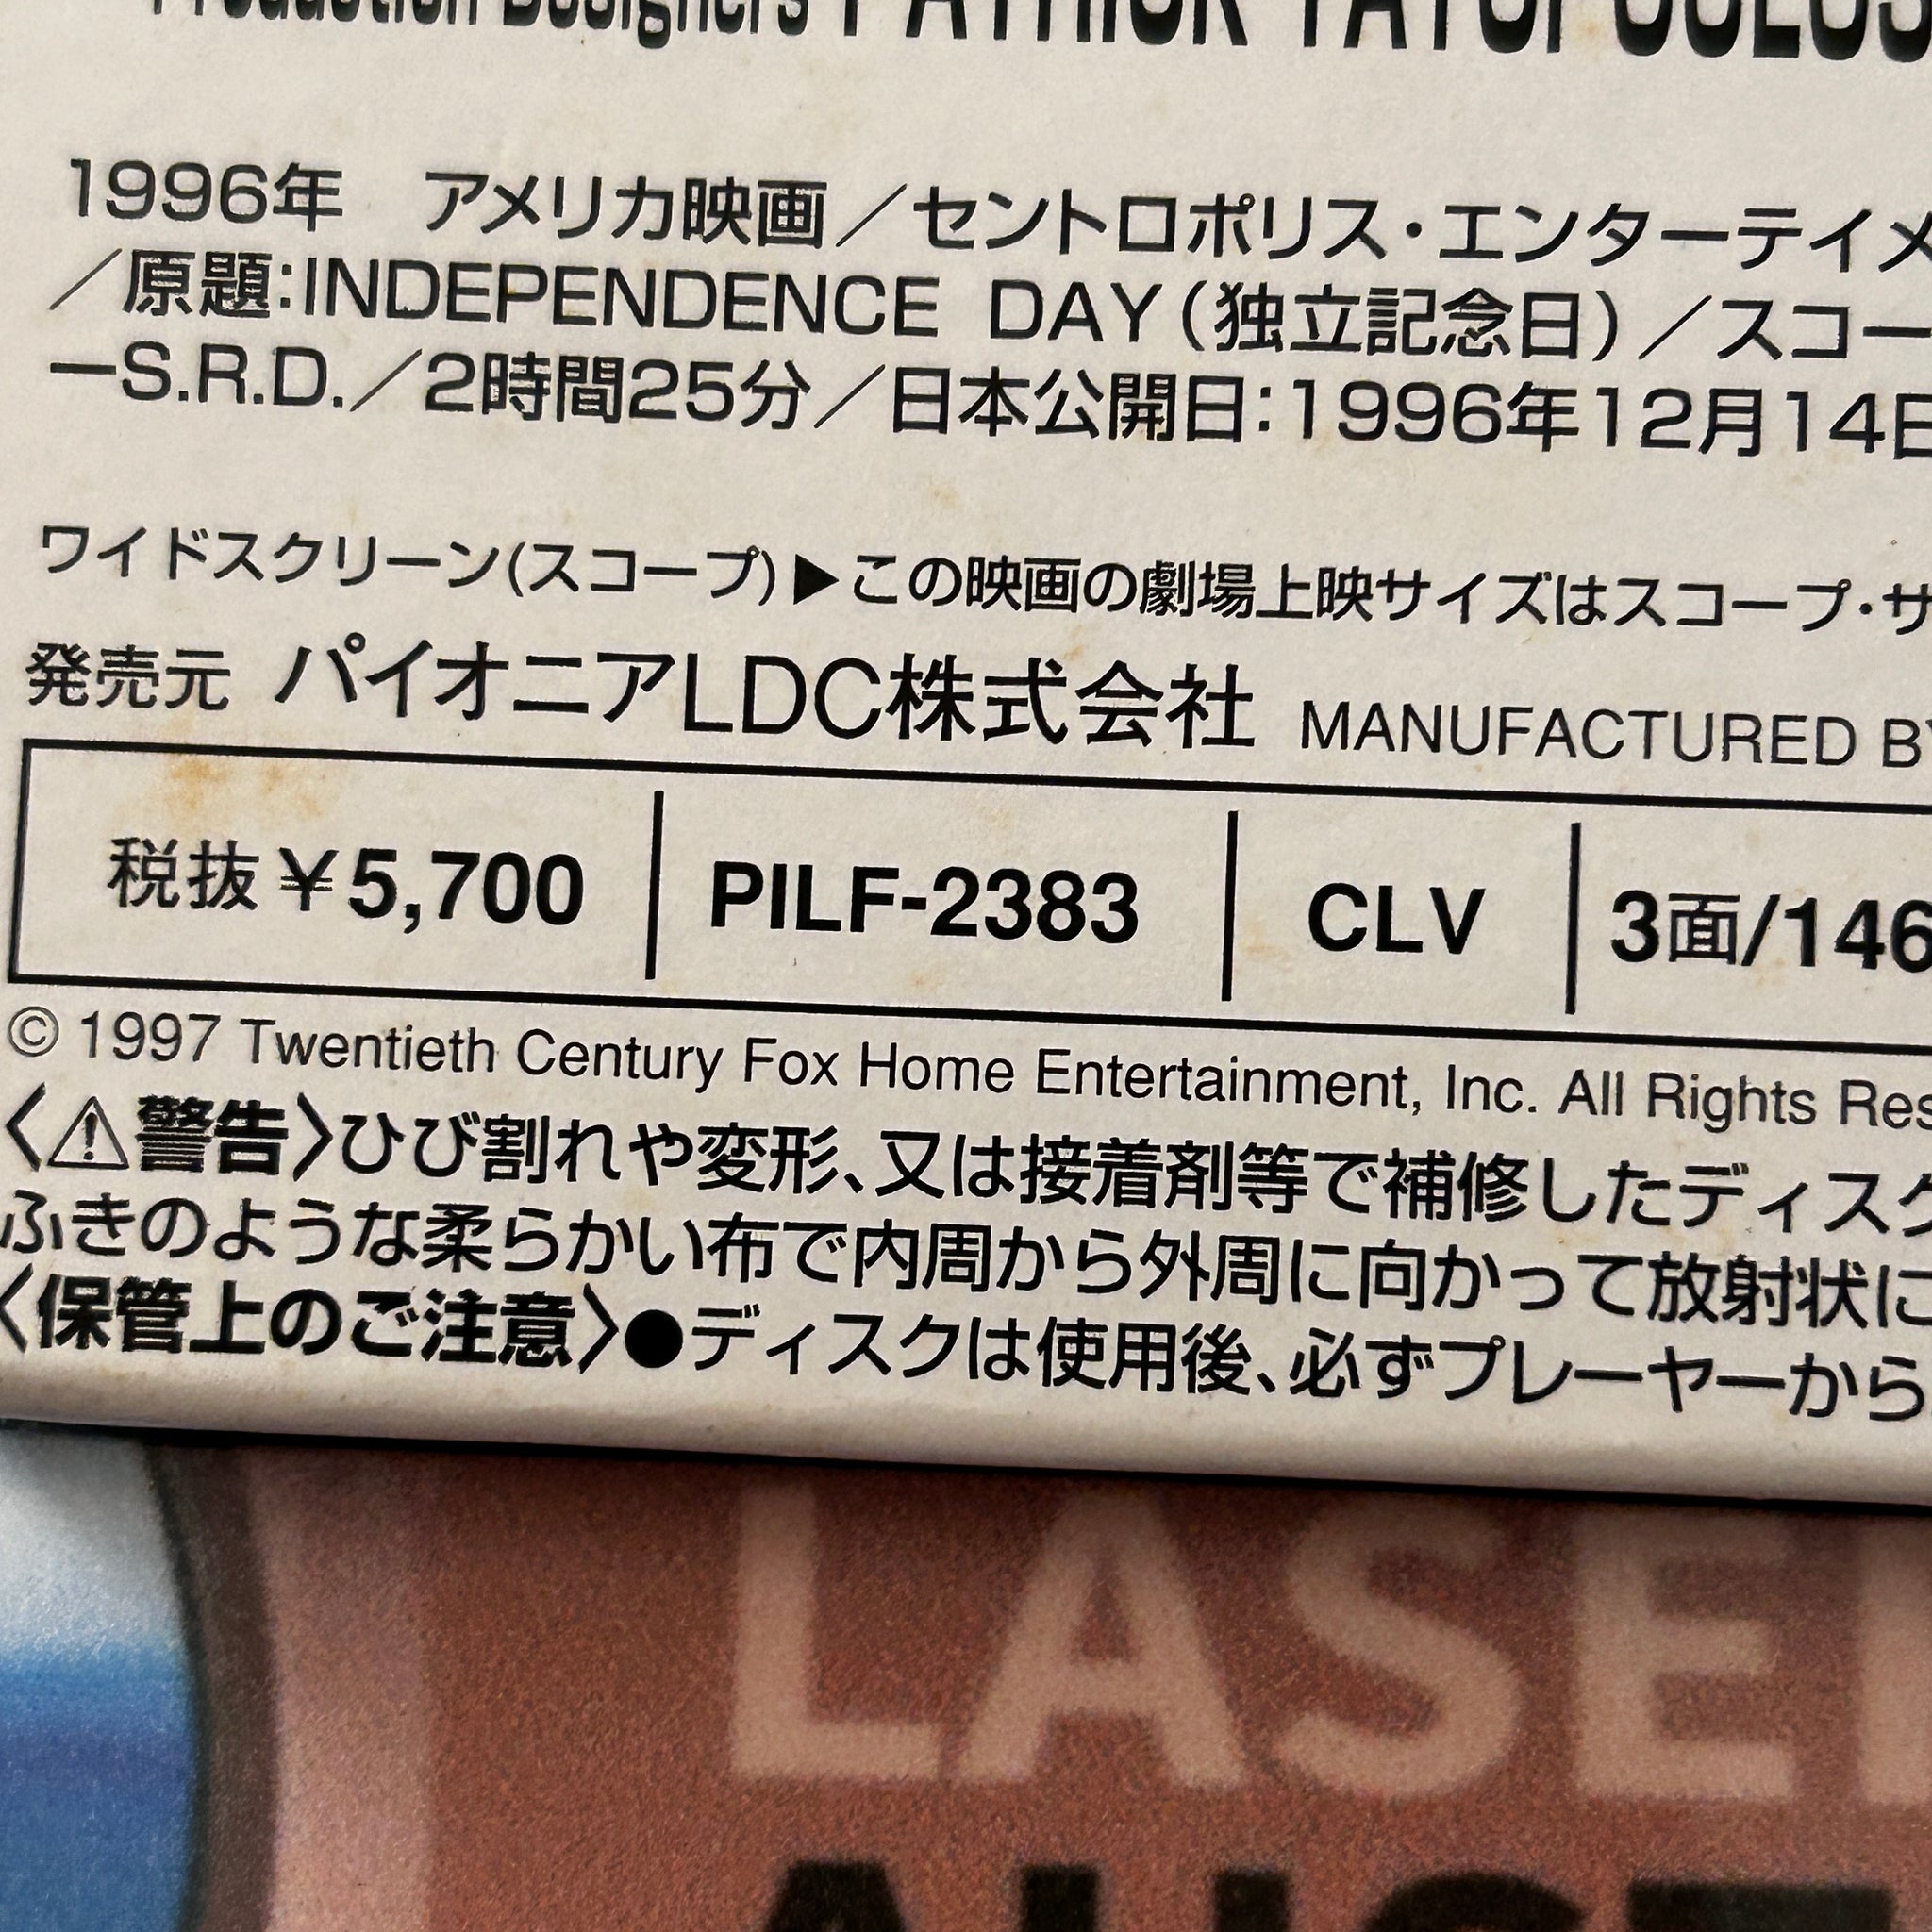 Production Designers PATRICK TATOPOULOS
1996年　アメリカ映画／セントロポリス・エンターテイメ
／原題:INDEPENDENCE DAY(独立記念日)／スコー
ーS.R.D.／2時間25分／日本公開日:1996年12月14日
ワイドスクリーン(スコープ)▶この映画の劇場上映サイズはスコープ・サ
発売元 パイオニアLDC株式会社 MANUFACTURED BY
税抜¥5,700 PILF-2383 CLV 3面/146
© 1997 Twentieth Century Fox Home Entertainment, Inc. All Rights Res
〈⚠警告〉ひび割れや変形、又は接着剤等で補修したディスク
ふきのような柔らかい布で内周から外周に向かって放射状に
〈保管上のご注意〉●ディスクは使用後、必ずプレーヤーから
LASER